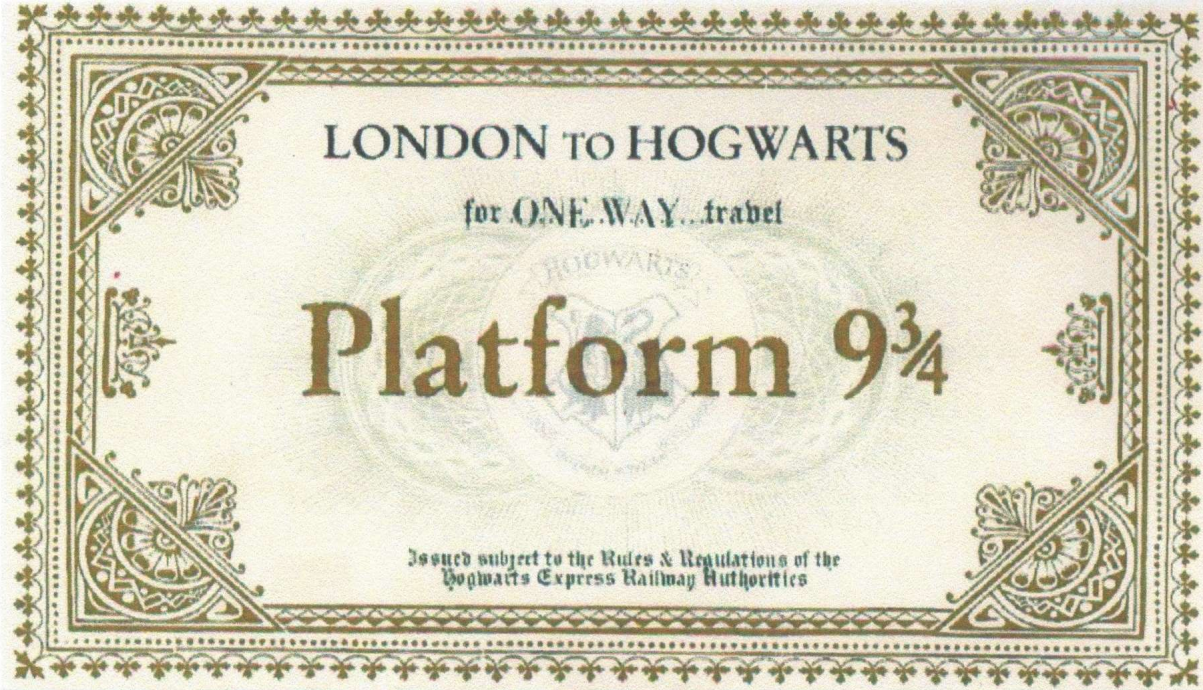 LONDON TO HOGWARTS
for ONE WAY...travel
HOGWARTS
Platform 9¾
Issued subject to the Rules & Regulations of the
Hogwarts Express Railway Authorities